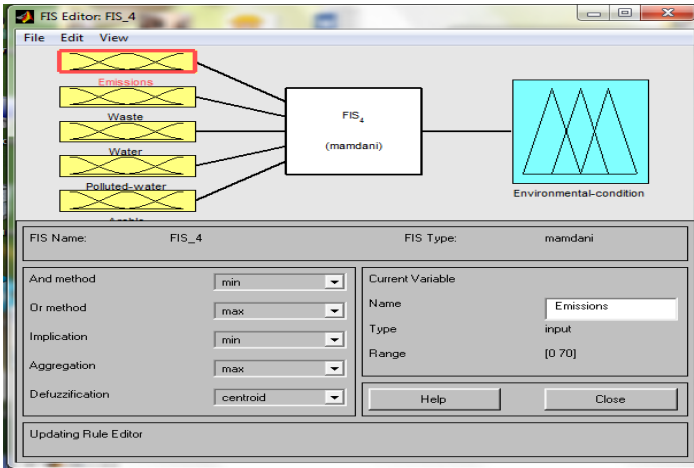 FIS Editor: FIS_4
File Edit View
Emissions
Waste
Water
Polluted-water
FIS4
(mamdani)
Environmental-condition
FIS Name: FIS_4 FIS Type: mamdani
And method min
Or method max
Implication min
Aggregation max
Defuzzification centroid
Current Variable
Name Emissions
Type input
Range [0 70]
Help Close
Updating Rule Editor